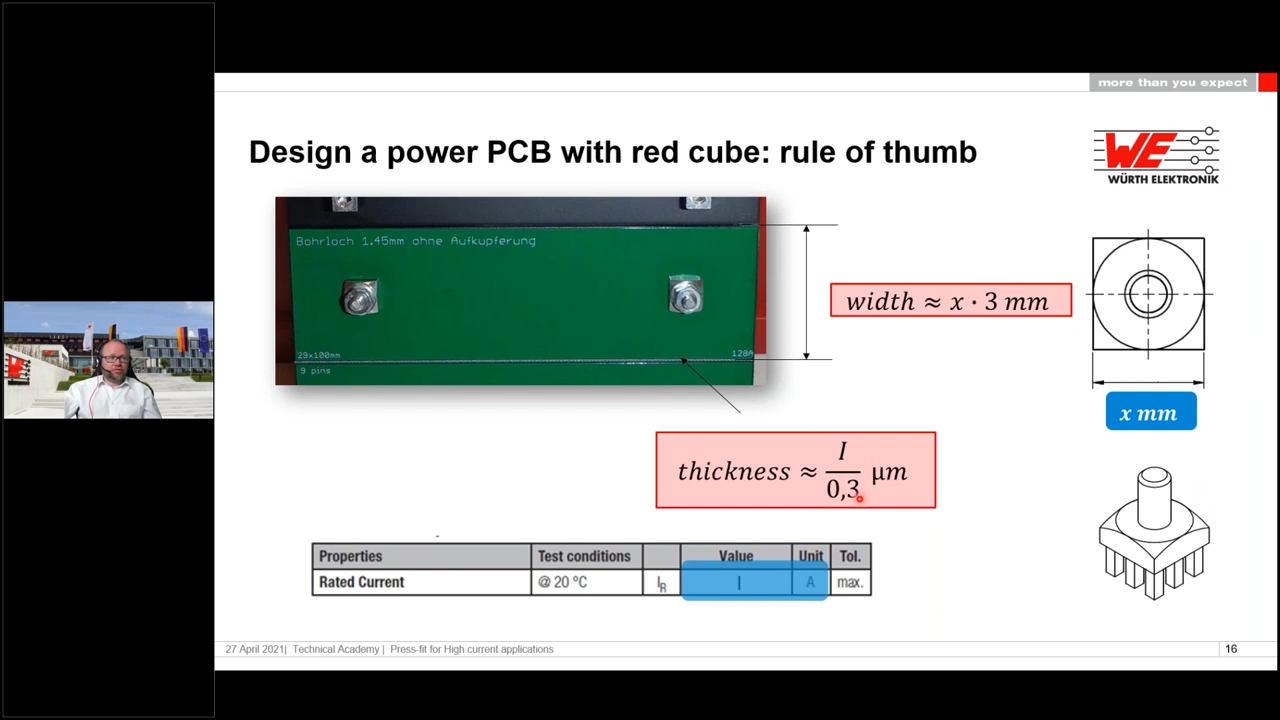 more than you expect
Design a power PCB with red cube: rule of thumb
WE
WÜRTH ELEKTRONIK
Bohrloch 1.45mm ohne Aufkupferung
29x100mm
128A
9 pins
width ≈ x · 3 mm
x mm
thickness ≈ I / 0,3 µm
Properties Test conditions Value Unit Tol.
Rated Current @ 20 ºC I_R I A max.
27 April 2021| Technical Academy | Press-fit for High current applications
16